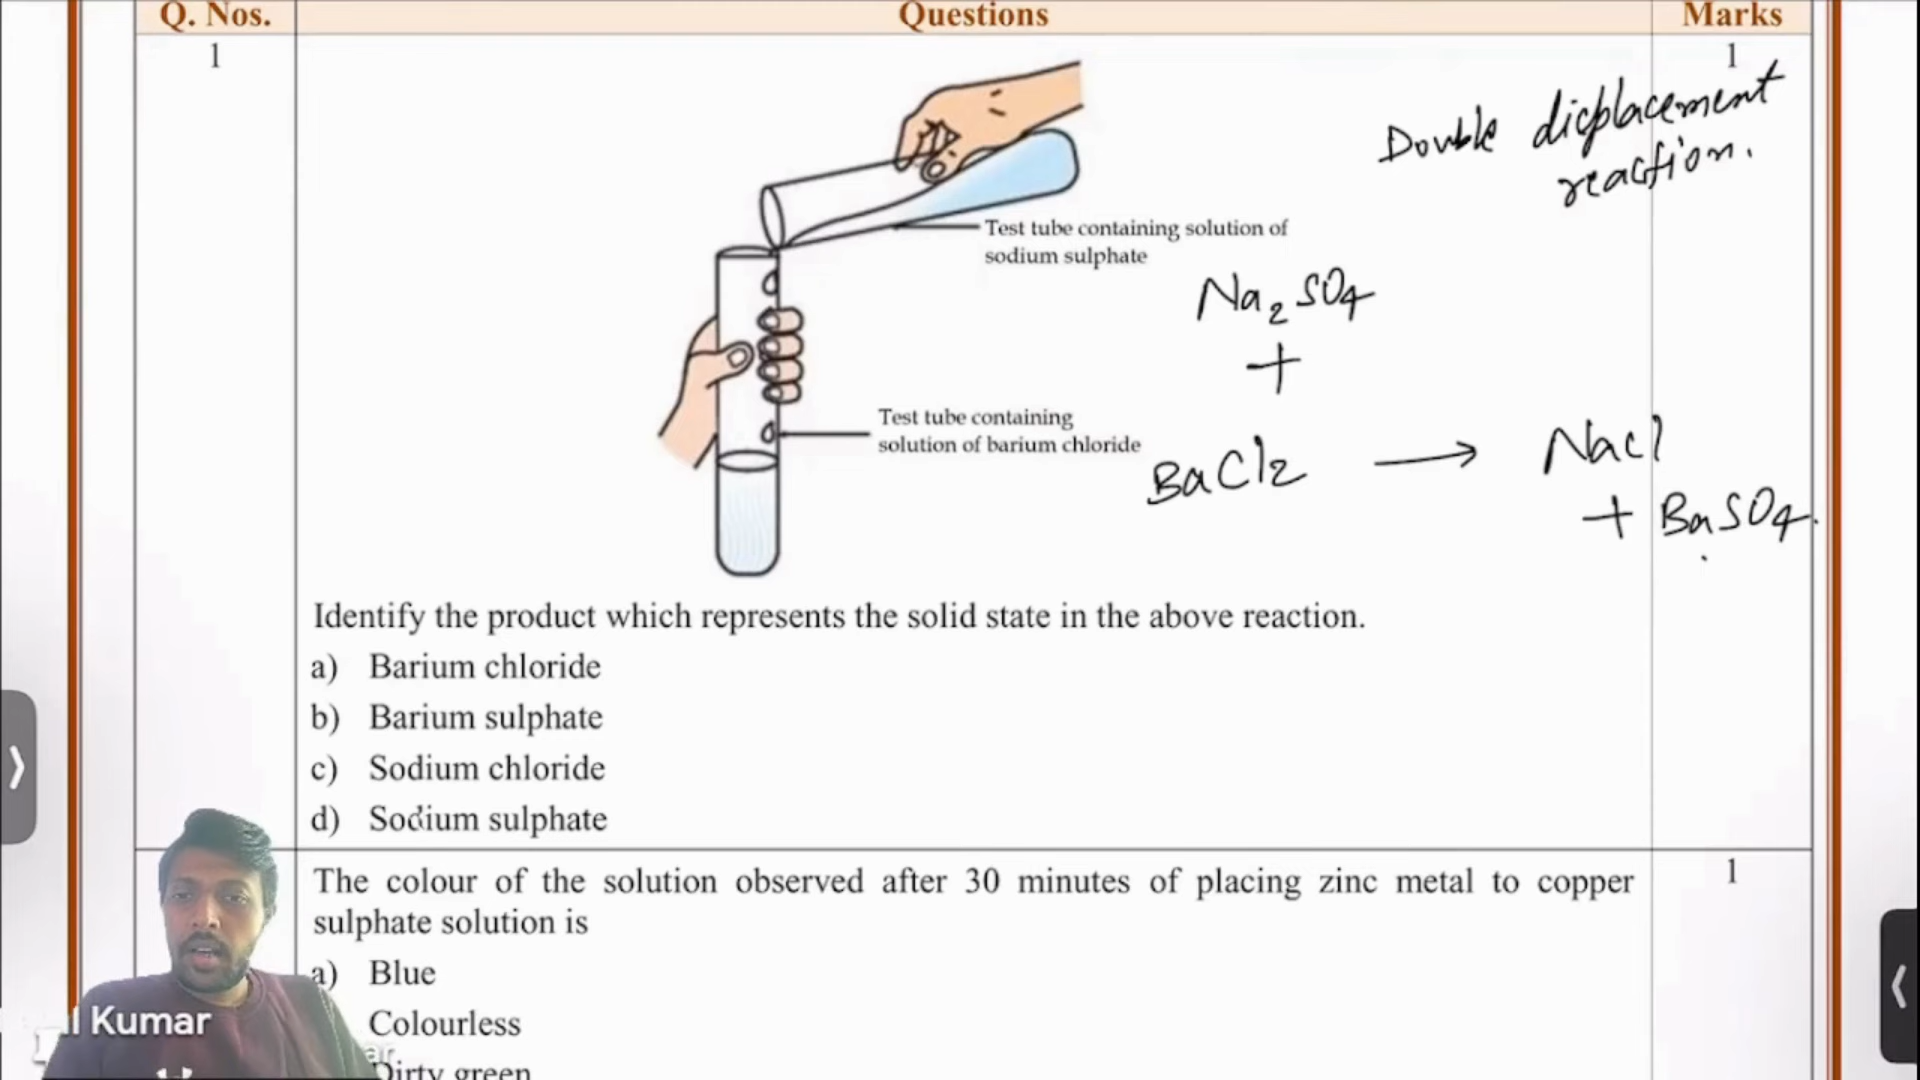 Q. Nos. Questions Marks
1 1
Double displacement
reaction.
Test tube containing solution of
sodium sulphate
Na2SO4
+
Test tube containing
solution of barium chloride
BaCl2 → NaCl
+ BaSO4.
Identify the product which represents the solid state in the above reaction.
a) Barium chloride
b) Barium sulphate
c) Sodium chloride
d) Sodium sulphate
The colour of the solution observed after 30 minutes of placing zinc metal to copper 1
sulphate solution is
a) Blue
Colourless
Dirty green
Kumar